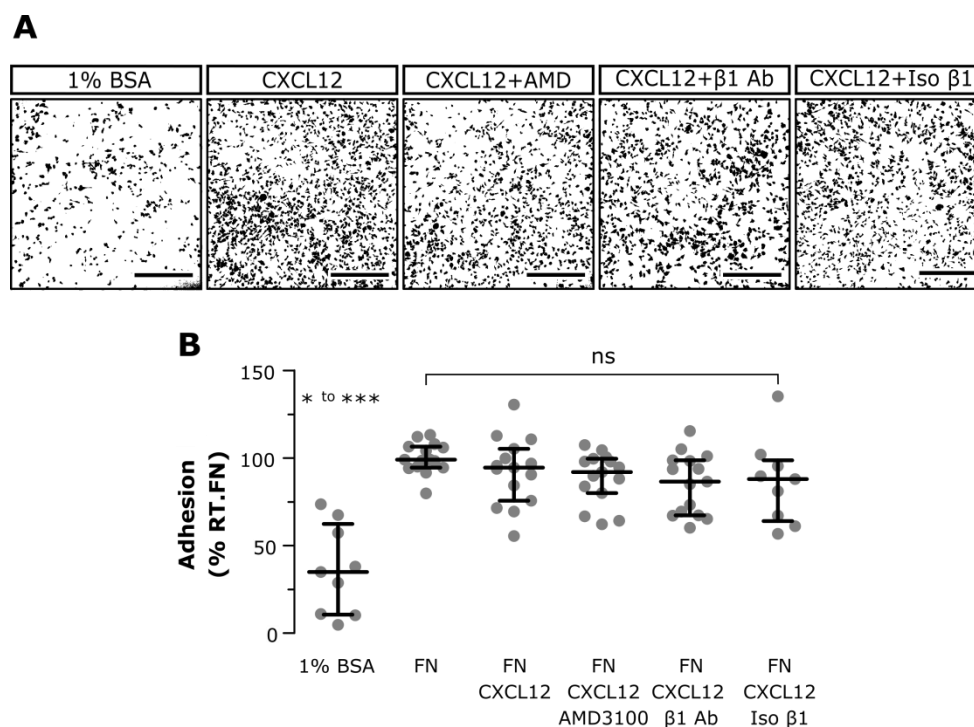 A
1% BSA
CXCL12
CXCL12+AMD
CXCL12+β1 Ab
CXCL12+Iso β1
B
ns
* to ***
Adhesion
(% RT.FN)
150
100
50
0
1% BSA
FN
FN
CXCL12
FN
CXCL12
AMD3100
FN
CXCL12
β1 Ab
FN
CXCL12
Iso β1